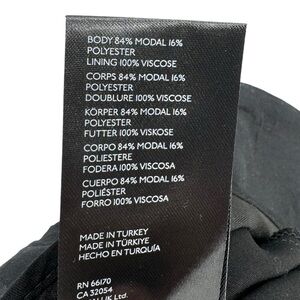 BODY 84% MODAL 16%
POLYESTER
LINING 100% VISCOSE
CORPS 84% MODAL 16%
POLYESTER
DOUBLURE 100% VISCOSE
KÖRPER 84% MODAL 16%
POLYESTER
FUTTER 100% VISKOSE
CORPO 84% MODAL 16%
POLIESTERE
FODERA 100% VISCOSA
CUERPO 84% MODAL 16%
POLIÉSTER
FORRO 100% VISCOSA
MADE IN TURKEY
MADE IN TÜRKIYE
HECHO EN TURQUÍA
RN 66170
CA 32054
UK Ltd.